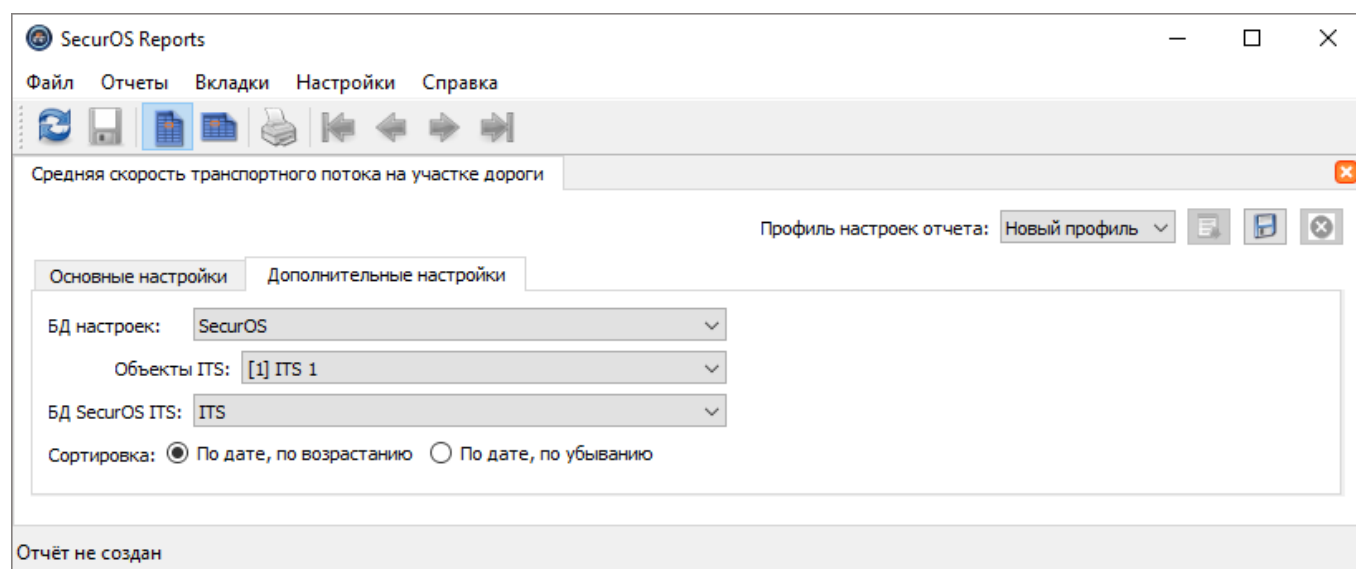 SecurOS Reports
Файл Отчеты Вкладки Настройки Справка
Средняя скорость транспортного потока на участке дороги
Профиль настроек отчета: Новый профиль
Основные настройки Дополнительные настройки
БД настроек: SecurOS
Объекты ITS: [1] ITS 1
БД SecurOS ITS: ITS
Сортировка: По дате, по возрастанию По дате, по убыванию
Отчёт не создан